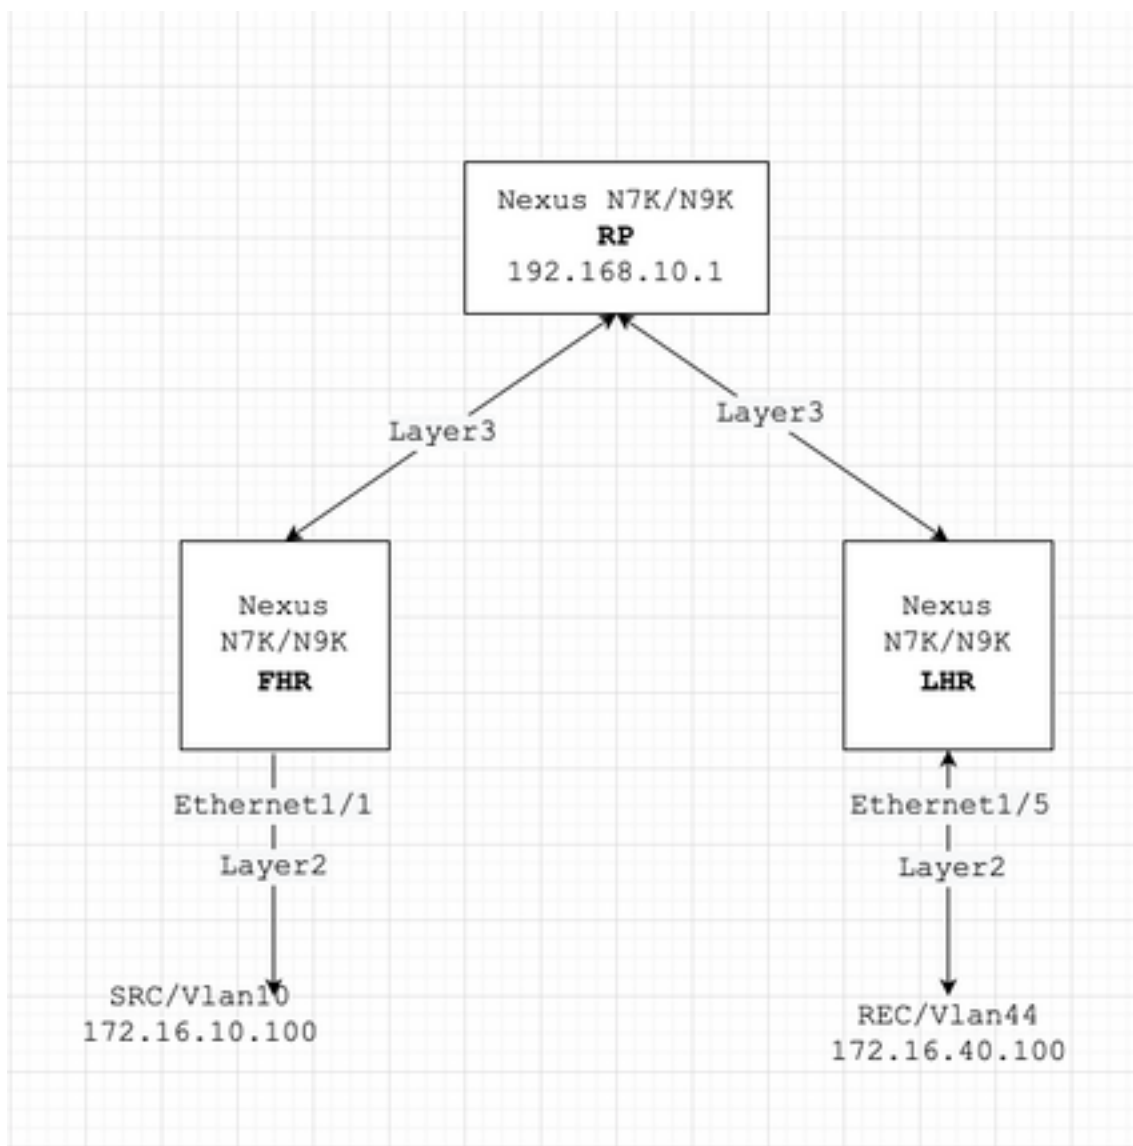 Nexus N7K/N9K
RP
192.168.10.1
Layer3
Layer3
Nexus
N7K/N9K
FHR
Nexus
N7K/N9K
LHR
Ethernet1/1
Layer2
Ethernet1/5
Layer2
SRC/Vlan10
172.16.10.100
REC/Vlan44
172.16.40.100